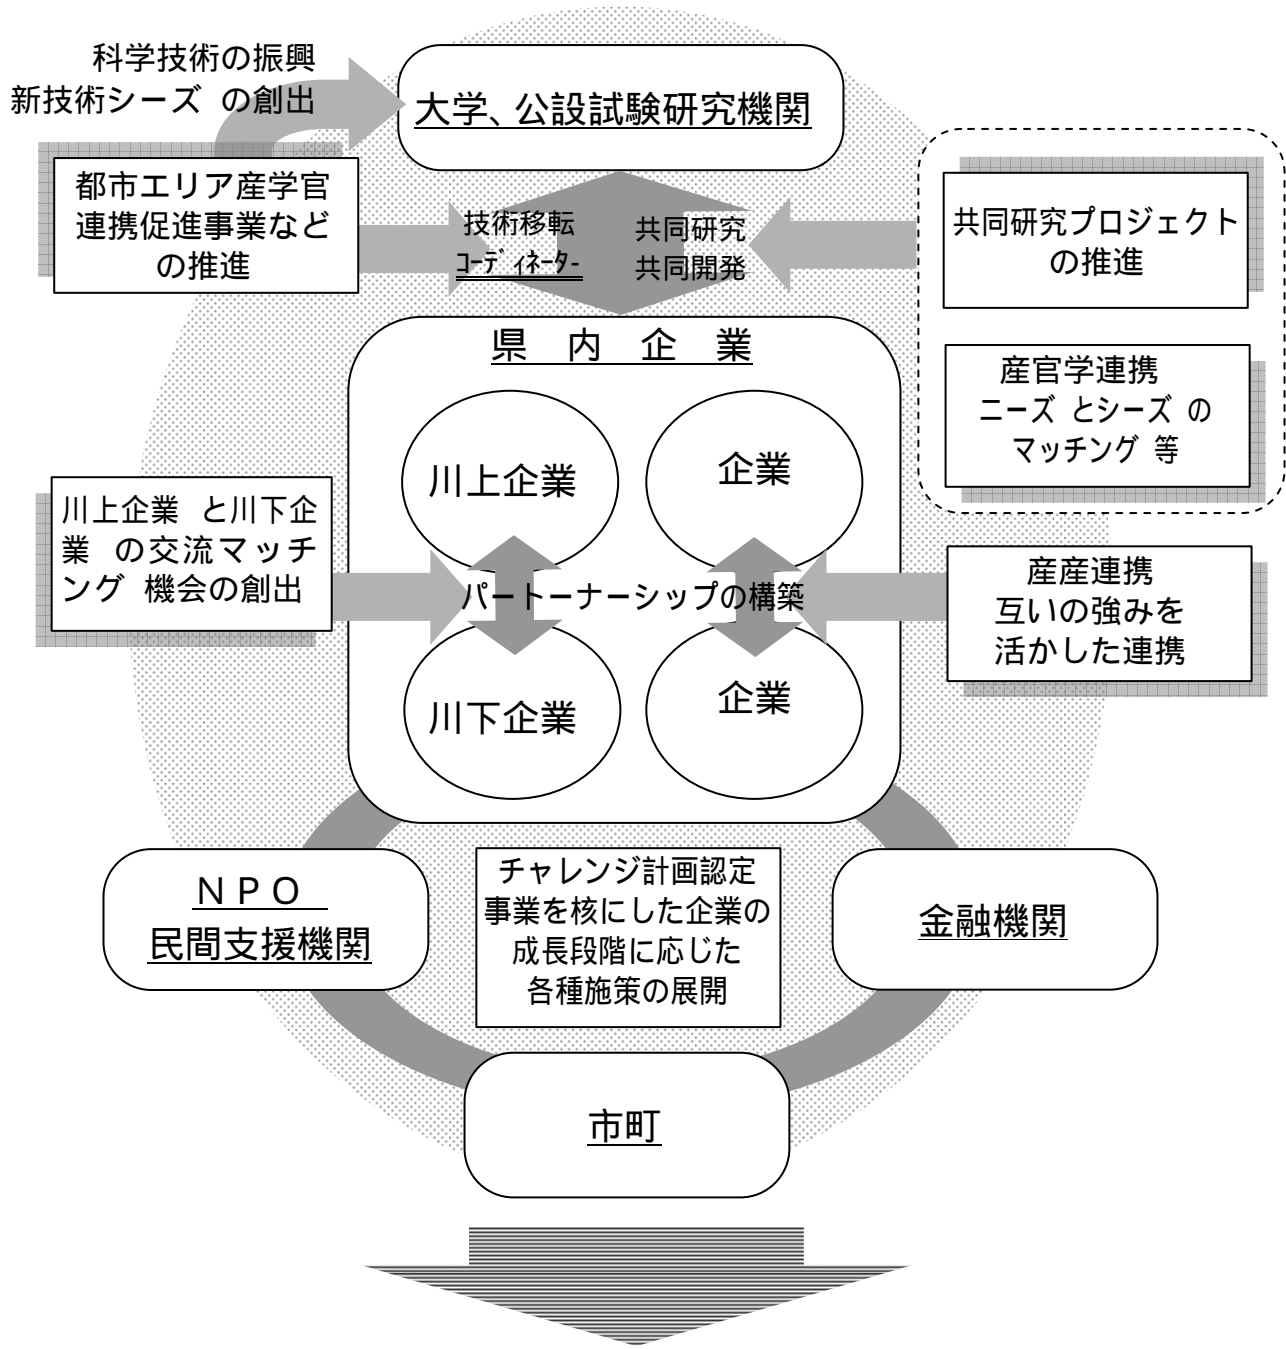 科学技術の振興
新技術シーズ の創出
大学、公設試験研究機関
都市エリア産学官
連携促進事業など
の推進
技術移転
コーディネーター
共同研究
共同開発
共同研究プロジェクト
の推進
産官学連携
ニーズ とシーズ の
マッチング 等
県 内 企 業
川上企業
企業
川上企業 と川下企
業 の交流マッチ
ング 機会の創出
パートーナーシップの構築
産産連携
互いの強みを
活かした連携
川下企業
企業
NPO
民間支援機関
チャレンジ計画認定
事業を核にした企業の
成長段階に応じた
各種施策の展開
金融機関
市町